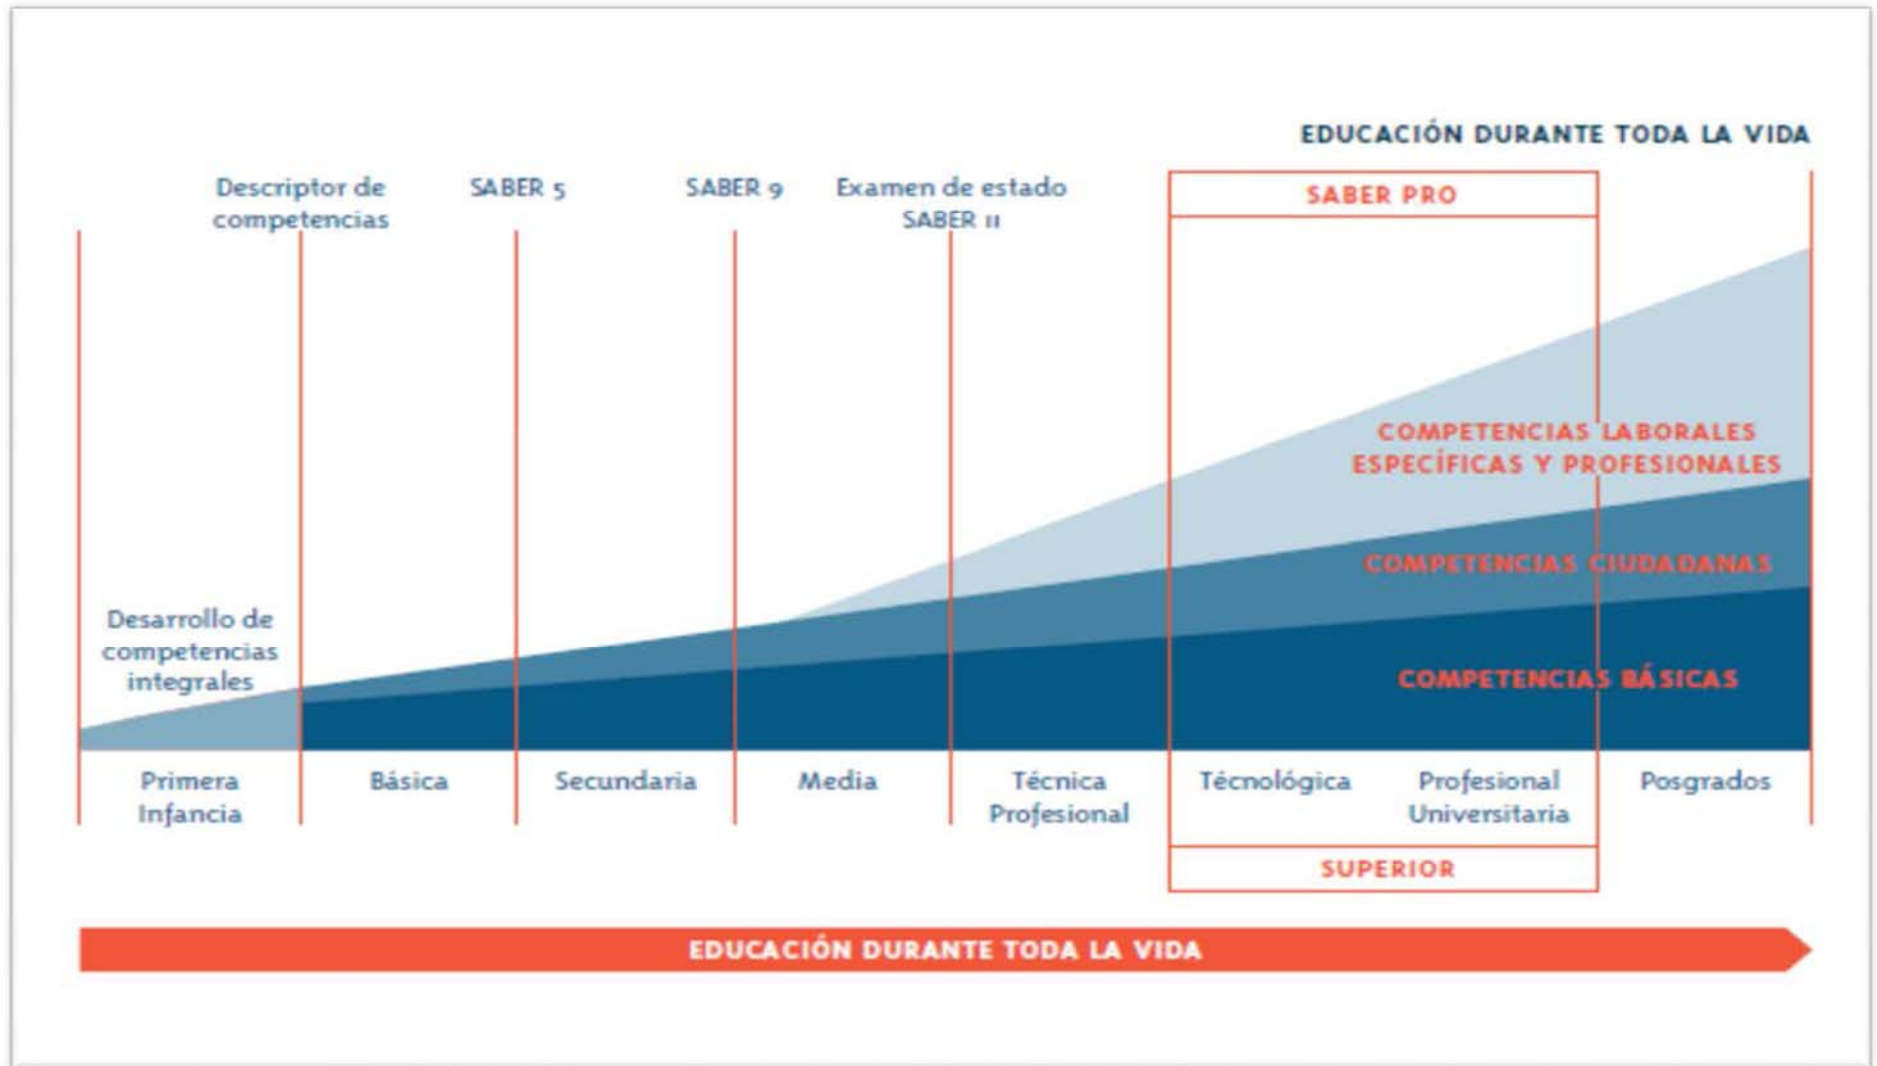 EDUCACIÓN DURANTE TODA LA VIDA
Descriptor de
competencias
SABER 5
SABER 9
Examen de estado
SABER 11
SABER PRO
COMPETENCIAS LABORALES
ESPECÍFICAS Y PROFESIONALES
COMPETENCIAS CIUDADANAS
COMPETENCIAS BÁSICAS
Desarrollo de
competencias
integrales
Primera
Infancia
Básica
Secundaria
Media
Técnica
Profesional
Técnológica
Profesional
Universitaria
Posgrados
SUPERIOR
EDUCACIÓN DURANTE TODA LA VIDA